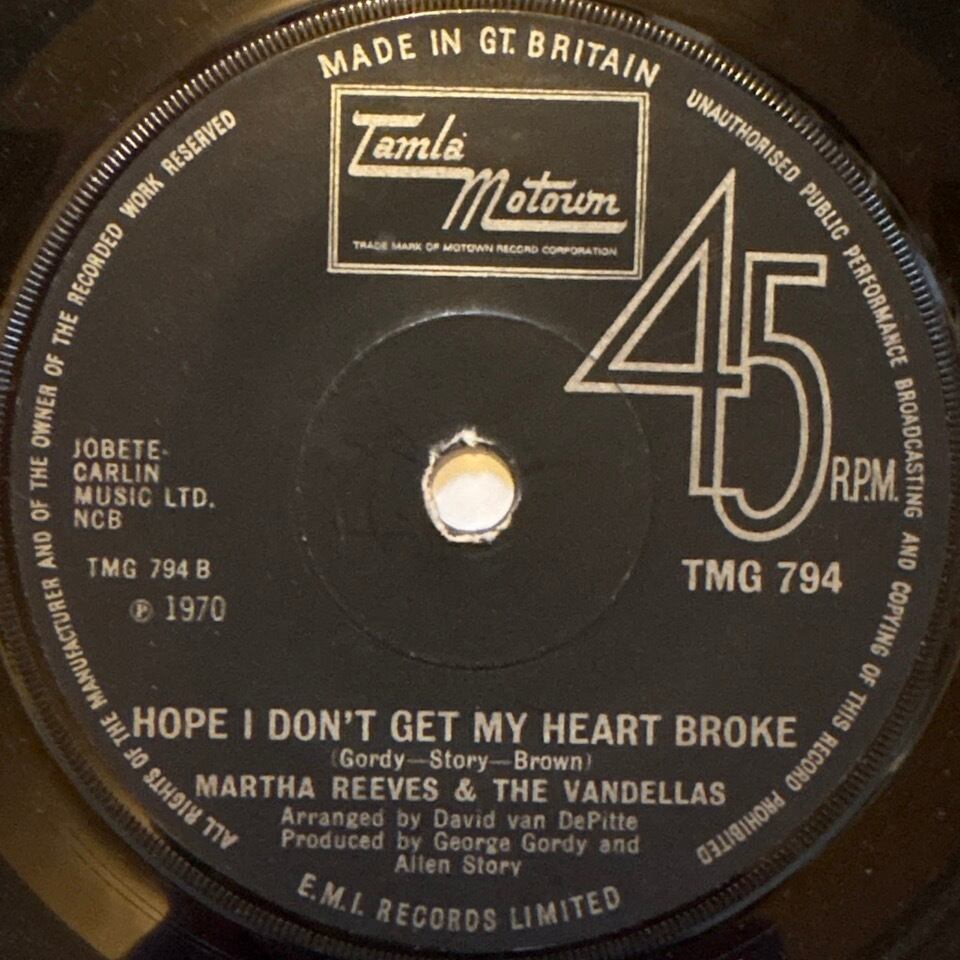 MADE IN GT. BRITAIN
Tamla
Motown
TRADE MARK OF MOTOWN RECORD CORPORATION
UNAUTHORISED PUBLIC PERFORMANCE BROADCASTING AND COPYING OF THIS RECORD PROHIBITED
ALL RIGHTS OF THE MANUFACTURER AND OF THE OWNER OF THE RECORDED WORK RESERVED
45
R.P.M.
JOBETE-
CARLIN
MUSIC LTD.
NCB
TMG 794 B
℗ 1970
TMG 794
HOPE I DON'T GET MY HEART BROKE
(Gordy—Story—Brown)
MARTHA REEVES & THE VANDELLAS
Arranged by David van DePitte
Produced by George Gordy and
Allen Story
E.M.I. RECORDS LIMITED